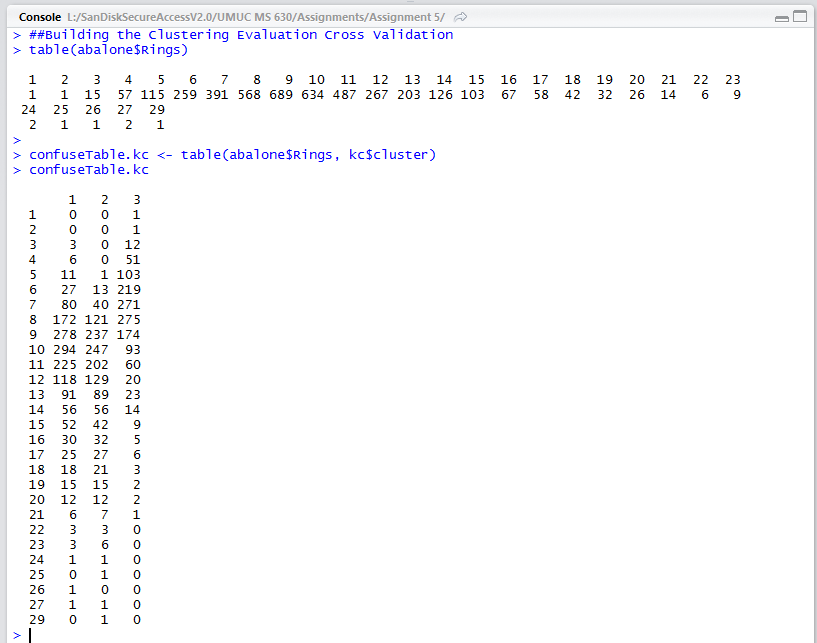 Console L:/SanDiskSecureAccessV2.0/UMUC MS 630/Assignments/Assignment 5/
> ##Building the Clustering Evaluation Cross Validation
> table(abalone$Rings)
1 2 3 4 5 6 7 8 9 10 11 12 13 14 15 16 17 18 19 20 21 22 23
1 1 15 57 115 259 391 568 689 634 487 267 203 126 103 67 58 42 32 26 14 6 9
24 25 26 27 29
2 1 1 2 1
>
> confuseTable.kc <- table(abalone$Rings, kc$cluster)
> confuseTable.kc
1 2 3
1 0 0 1
2 0 0 1
3 3 0 12
4 6 0 51
5 11 1 103
6 27 13 219
7 80 40 271
8 172 121 275
9 278 237 174
10 294 247 93
11 225 202 60
12 118 129 20
13 91 89 23
14 56 56 14
15 52 42 9
16 30 32 5
17 25 27 6
18 18 21 3
19 15 15 2
20 12 12 2
21 6 7 1
22 3 3 0
23 3 6 0
24 1 1 0
25 0 1 0
26 1 0 0
27 1 1 0
29 0 1 0
>